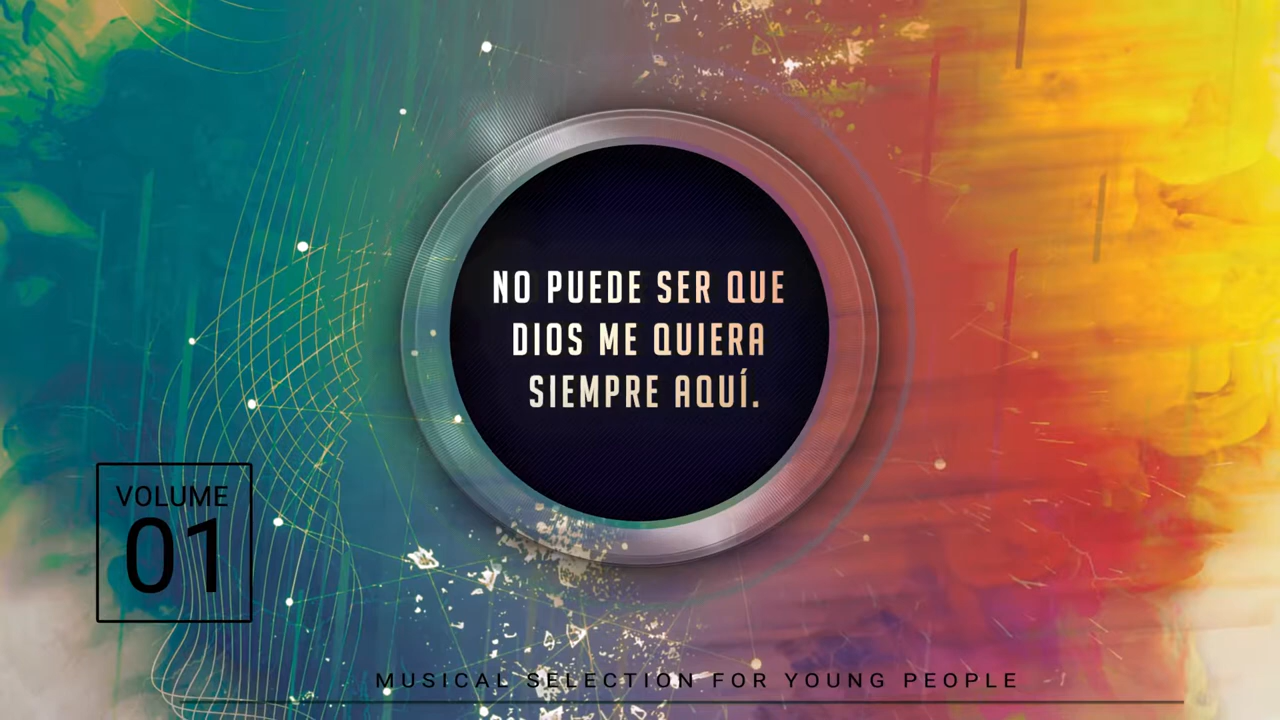 NO PUEDE SER QUE
DIOS ME QUIERA
SIEMPRE AQUÍ.
VOLUME
01
MUSICAL SELECTION FOR YOUNG PEOPLE